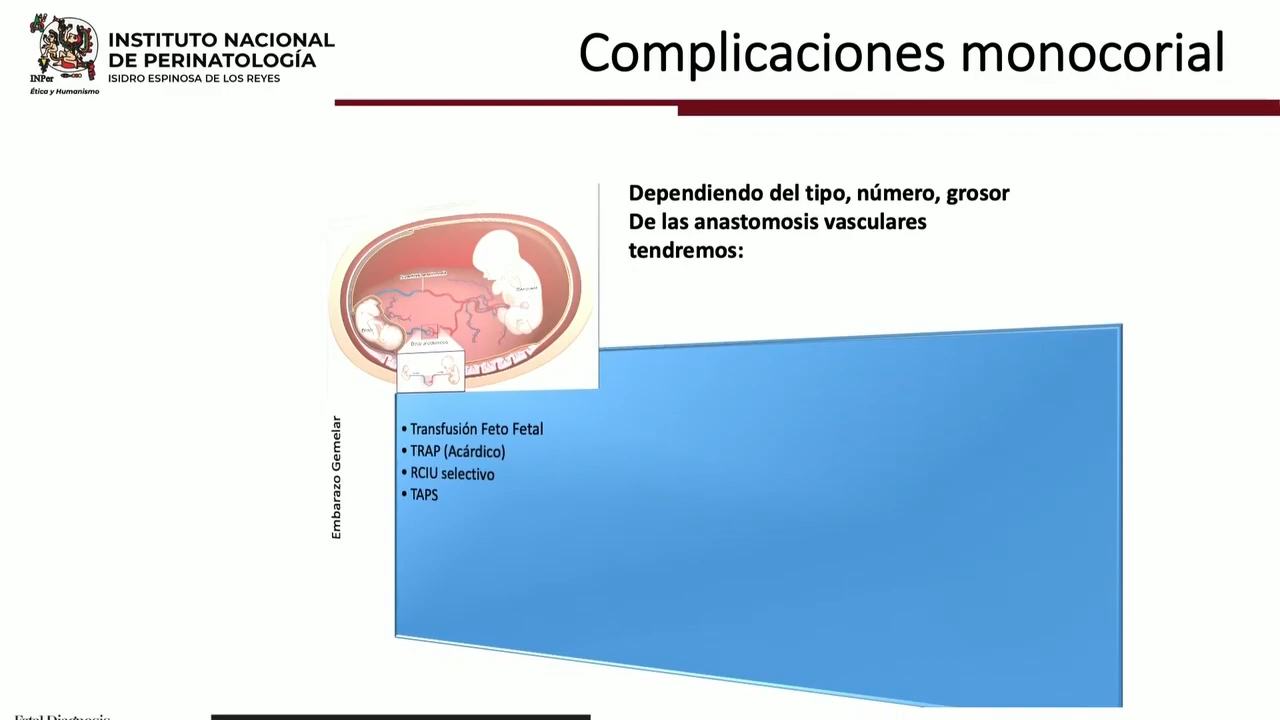 INSTITUTO NACIONAL
DE PERINATOLOGÍA
ISIDRO ESPINOSA DE LOS REYES
INPer
Ética y Humanismo
Complicaciones monocorial
Dependiendo del tipo, número, grosor
De las anastomosis vasculares
tendremos:
Embarazo Gemelar
• Transfusión Feto Fetal
• TRAP (Acárdico)
• RCIU selectivo
• TAPS